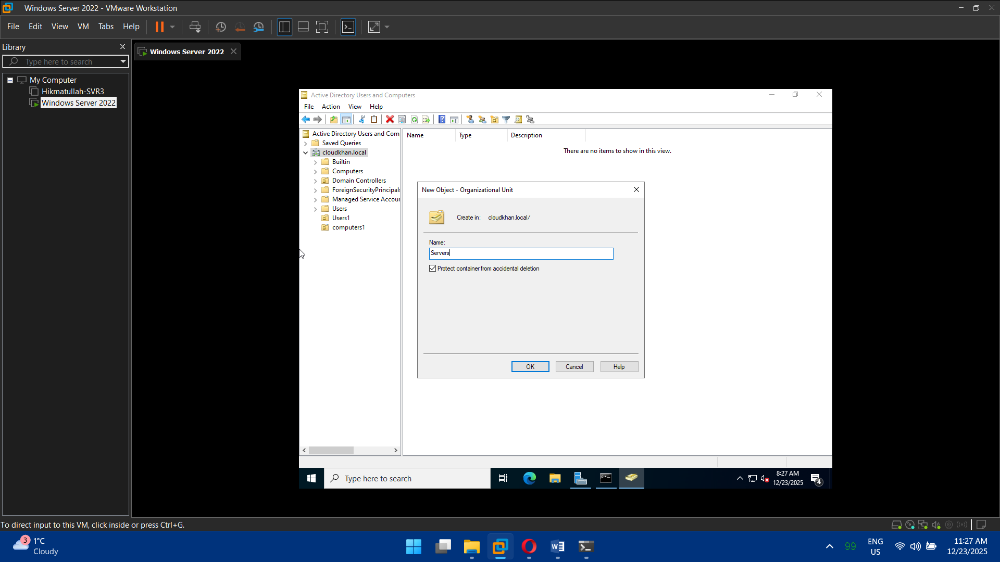 Windows Server 2022 - VMware Workstation
File Edit View VM Tabs Help
Library
Type here to search
My Computer
Hikmatullah-SVR3
Windows Server 2022
Windows Server 2022
Active Directory Users and Computers
File Action View Help
Active Directory Users and Com
Saved Queries
cloudkhan.local
Builtin
Computers
Domain Controllers
ForeignSecurityPrincipals
Managed Service Accour
Users
Users1
computers1
Name Type Description
There are no items to show in this view.
New Object - Organizational Unit
Create in: cloudkhan.local/
Name:
Servers
Protect container from accidental deletion
OK Cancel Help
Type here to search
8:27 AM
12/23/2025
4
To direct input to this VM, click inside or press Ctrl+G.
3
1°C
Cloudy
99
ENG
US
11:27 AM
12/23/2025